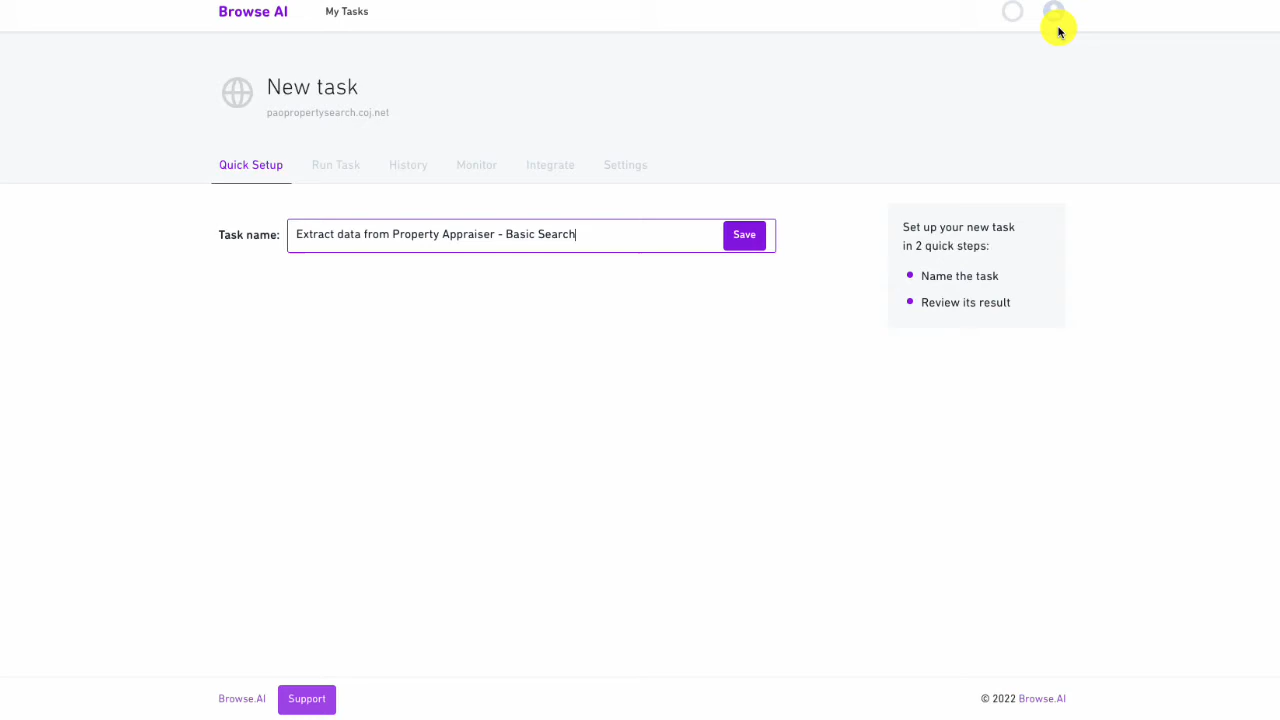 Browse AI
My Tasks
New task
paopropertysearch.coj.net
Quick Setup
Run Task
History
Monitor
Integrate
Settings
Task name:
Extract data from Property Appraiser - Basic Search
Save
Set up your new task
in 2 quick steps:
Name the task
Review its result
Browse.AI
Support
© 2022 Browse.AI